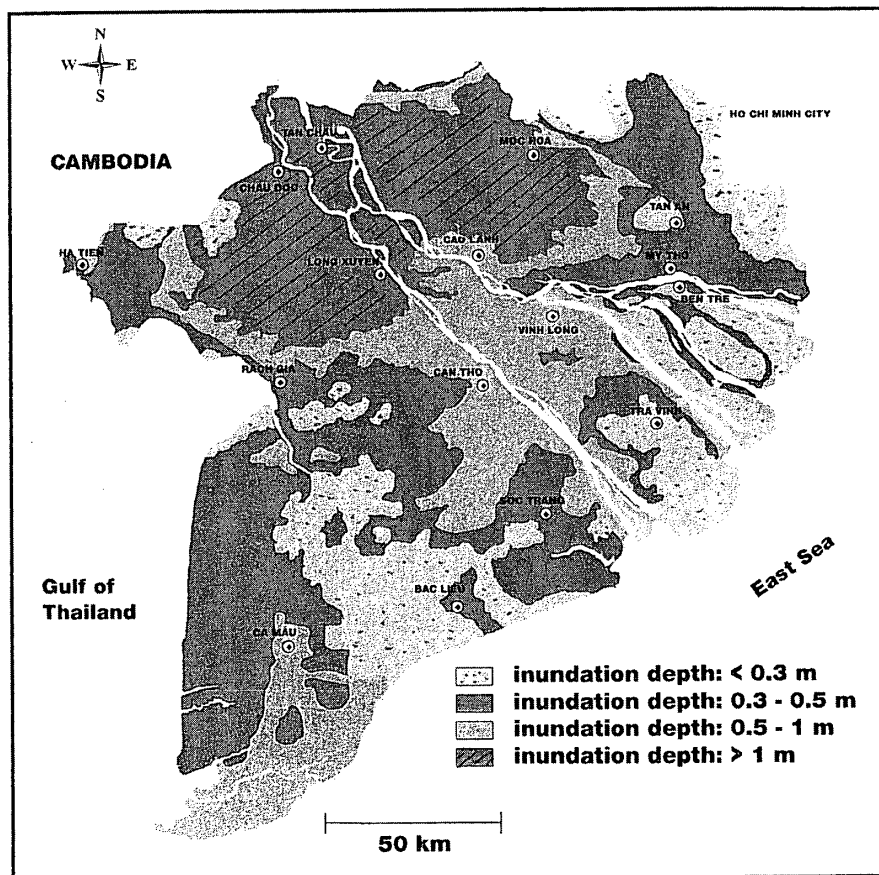 N
W E
S
HO CHI MINH CITY
TAN CHAU
MOC HOA
CAMBODIA
CHAU DOC
TAN AN
HA TIEN
CAO LANH
MY THO
LONG XUYEN
BEN TRE
VINH LONG
RACH GIA
CAN THO
TRA VINH
SOC TRANG
East Sea
Gulf of
Thailand
BAC LIEU
CA MAU
inundation depth: < 0.3 m
inundation depth: 0.3 - 0.5 m
inundation depth: 0.5 - 1 m
inundation depth: > 1 m
50 km